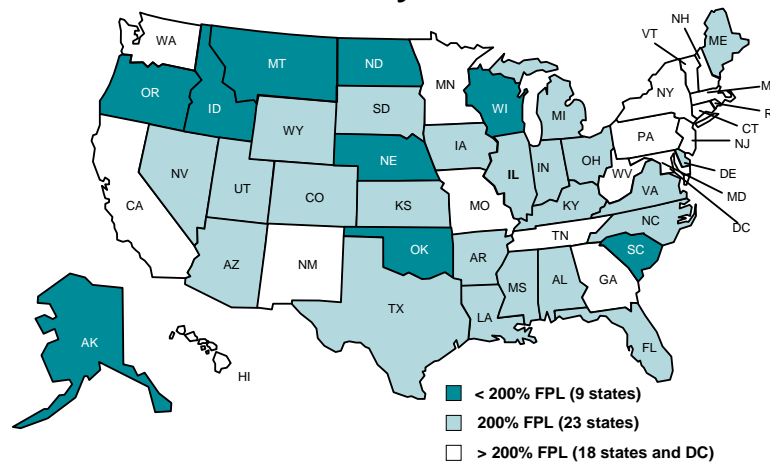 NH
WA
VT
ME
MT
ND
MN
OR
NY
ID
WI
SD
MI
CT
WY
PA
NJ
IA
NE
OH
DE
NV
IL
IN
WV
UT
MD
CO
VA
CA
KS
MO
KY
DC
NC
TN
OK
SC
AZ
NM
AR
MS
AL
GA
TX
LA
AK
FL
HI
< 200% FPL (9 states)
200% FPL (23 states)
> 200% FPL (18 states and DC)